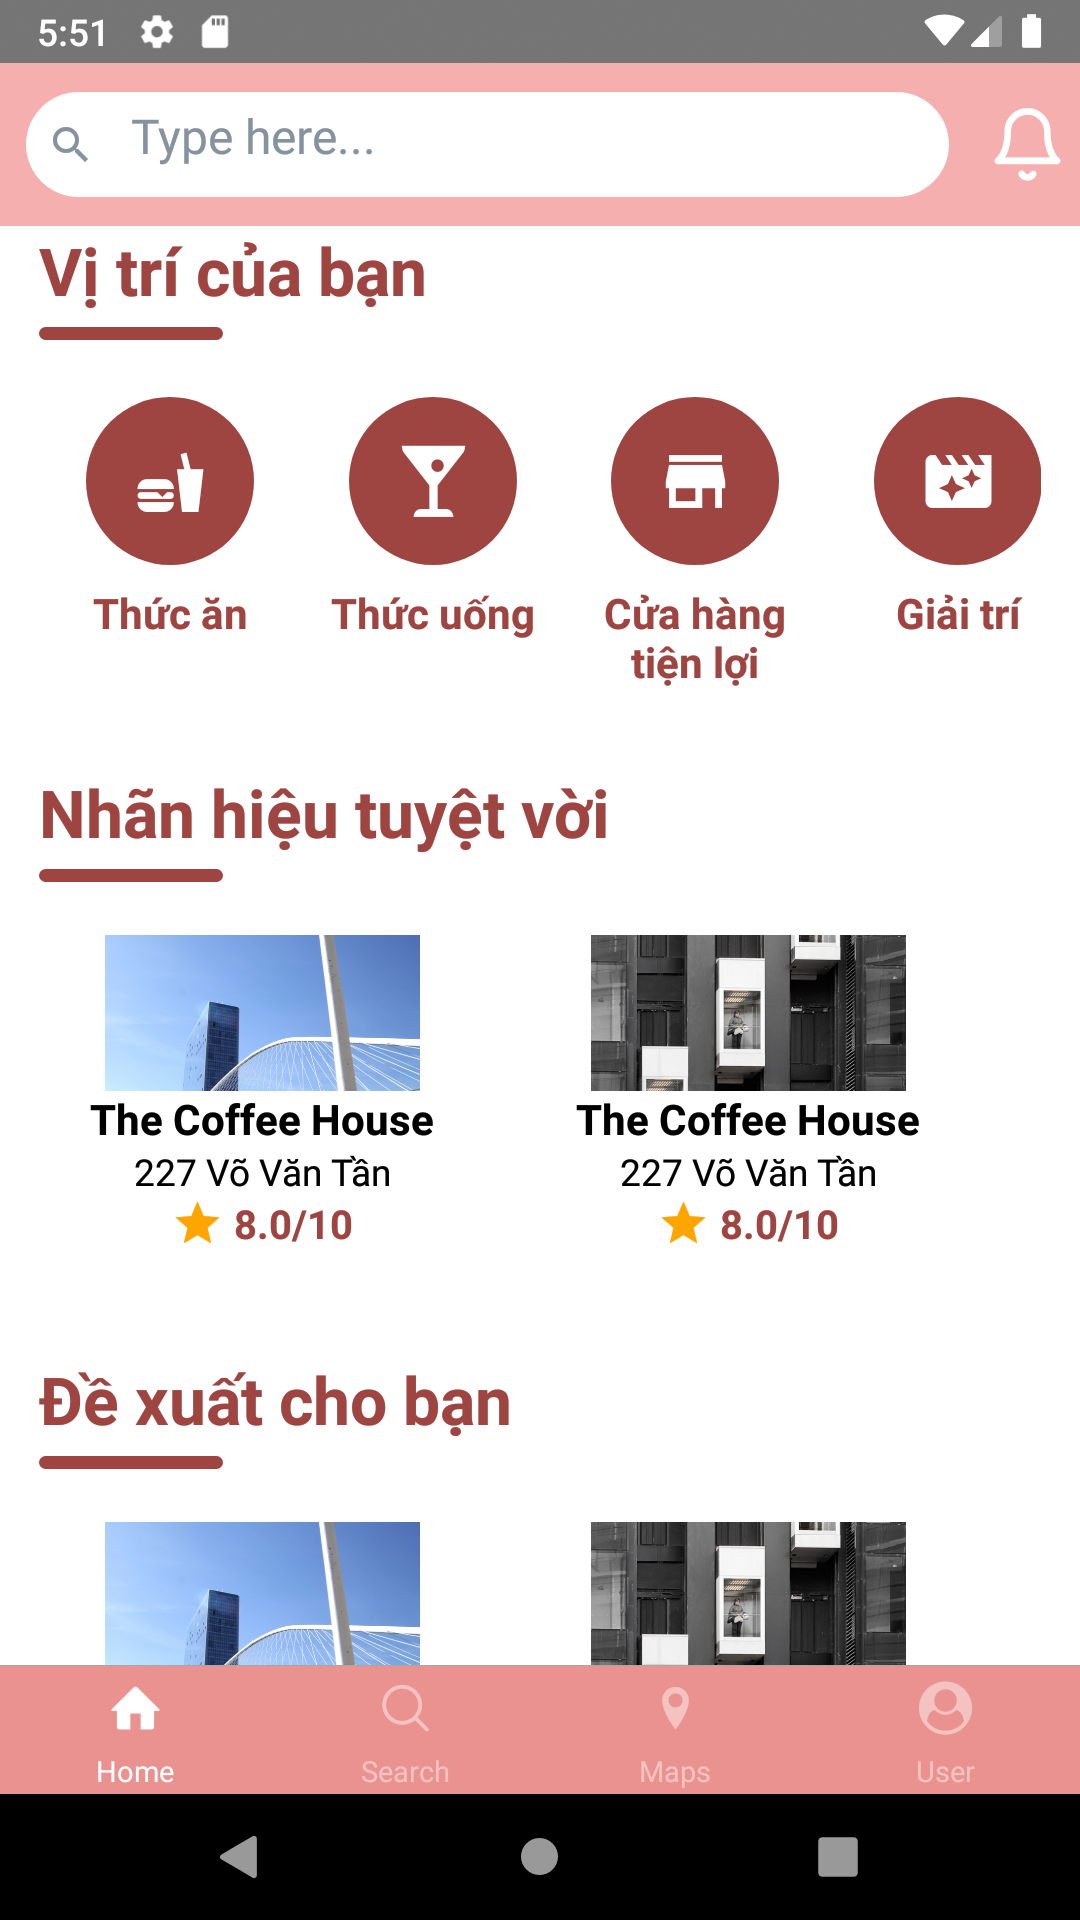 5:51
Type here...
Vị trí của bạn
Thức ăn
Thức uống
Cửa hàng
tiện lợi
Giải trí
Nhãn hiệu tuyệt vời
The Coffee House
227 Võ Văn Tần
8.0/10
The Coffee House
227 Võ Văn Tần
8.0/10
Đề xuất cho bạn
Home
Search
Maps
User